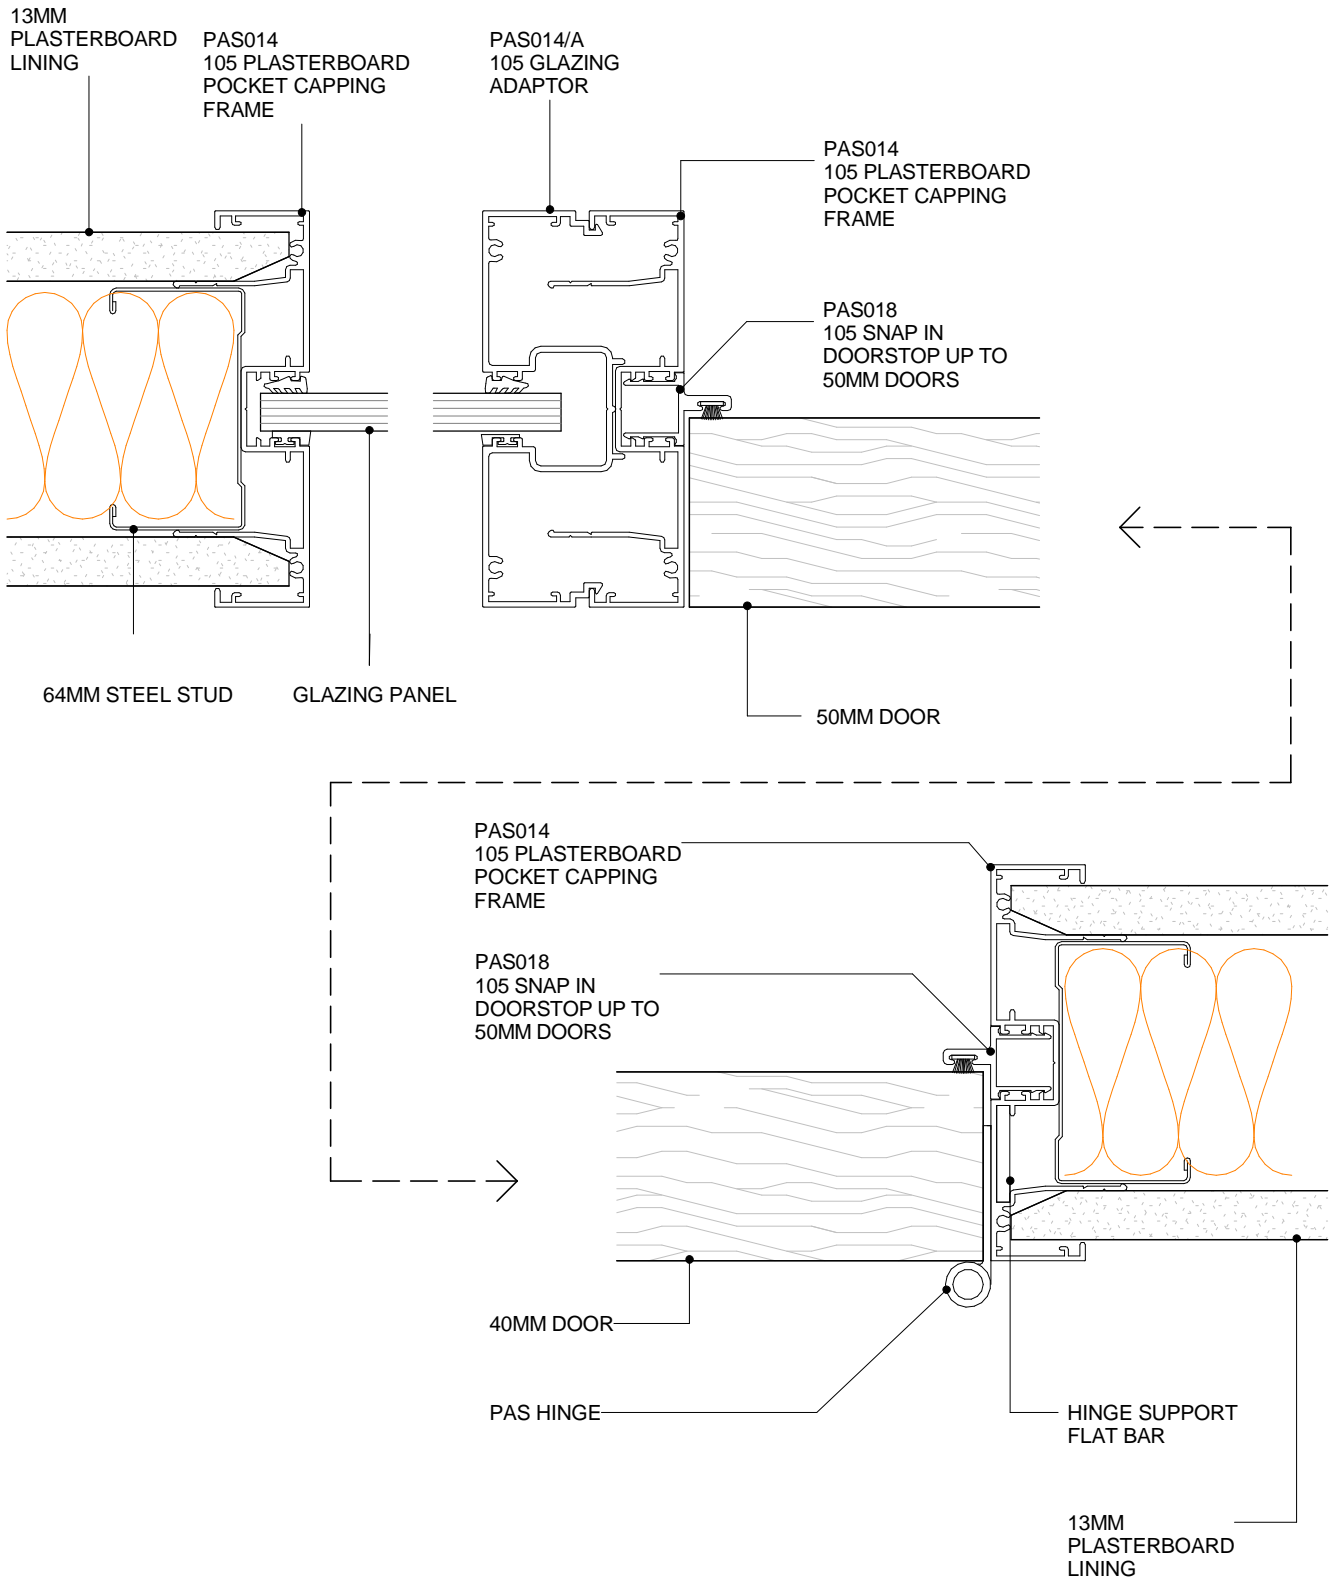 13MM
PLASTERBOARD
LINING
PAS014
105 PLASTERBOARD
POCKET CAPPING
FRAME
PAS014/A
105 GLAZING
ADAPTOR
PAS014
105 PLASTERBOARD
POCKET CAPPING
FRAME
PAS018
105 SNAP IN
DOORSTOP UP TO
50MM DOORS
64MM STEEL STUD
GLAZING PANEL
50MM DOOR
PAS014
105 PLASTERBOARD
POCKET CAPPING
FRAME
PAS018
105 SNAP IN
DOORSTOP UP TO
50MM DOORS
40MM DOOR
PAS HINGE
HINGE SUPPORT
FLAT BAR
13MM
PLASTERBOARD
LINING